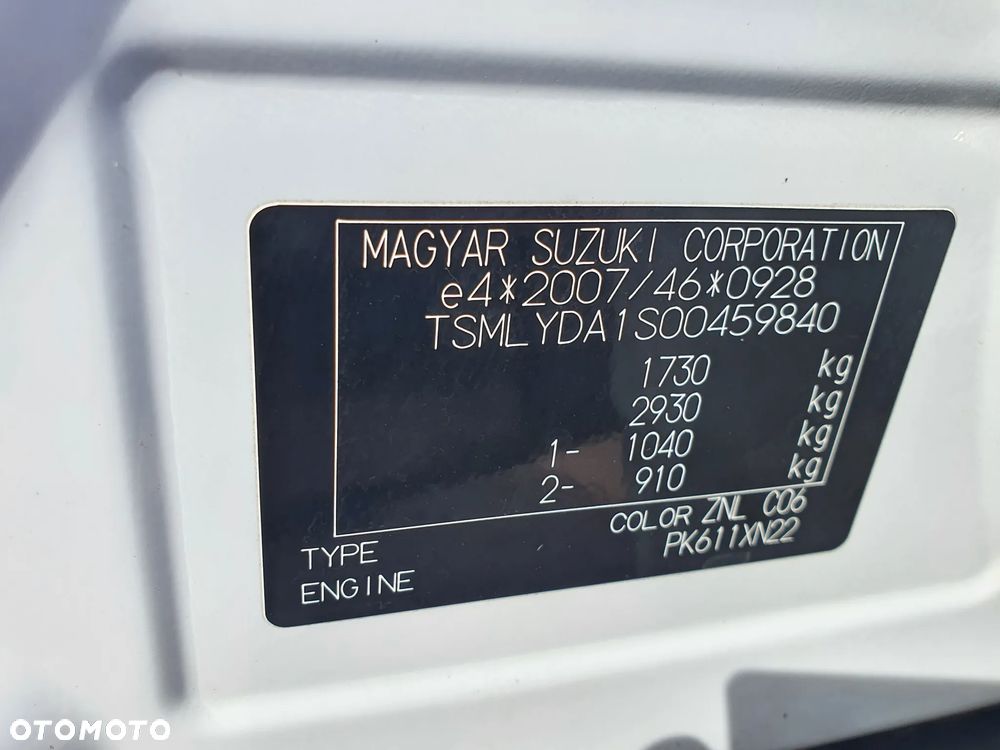 MAGYAR SUZUKI CORPORATION
e4*2007/46*0928
TSMLYDA1S00459840
1730 kg
2930 kg
1- 1040 kg
2- 910 kg
COLOR ZNL C06
TYPE PK611XN22
ENGINE
OTOMOTO